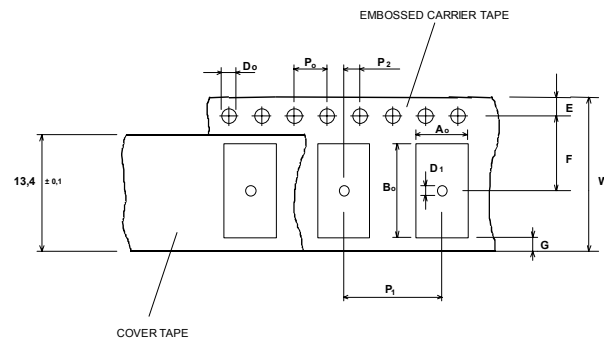 EMBOSSED CARRIER TAPE
Do
Po
P2
E
Ao
F
W
D1
Bo
13,4 ± 0,1
G
P1
COVER TAPE